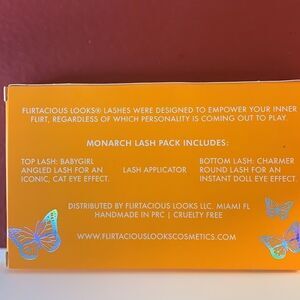 FLIRTACIOUS LOOKS® LASHES WERE DESIGNED TO EMPOWER YOUR INNER
FLIRT, REGARDLESS OF WHICH PERSONALITY IS COMING OUT TO PLAY.
MONARCH LASH PACK INCLUDES:
TOP LASH: BABYGIRL
ANGLED LASH FOR AN
ICONIC, CAT EYE EFFECT.
LASH APPLICATOR
BOTTOM LASH: CHARMER
ROUND LASH FOR AN
INSTANT DOLL EYE EFFECT.
DISTRIBUTED BY FLIRTACIOUS LOOKS LLC. MIAMI FL
HANDMADE IN PRC | CRUELTY FREE
WWW.FLIRTACIOUSLOOKSCOSMETICS.COM